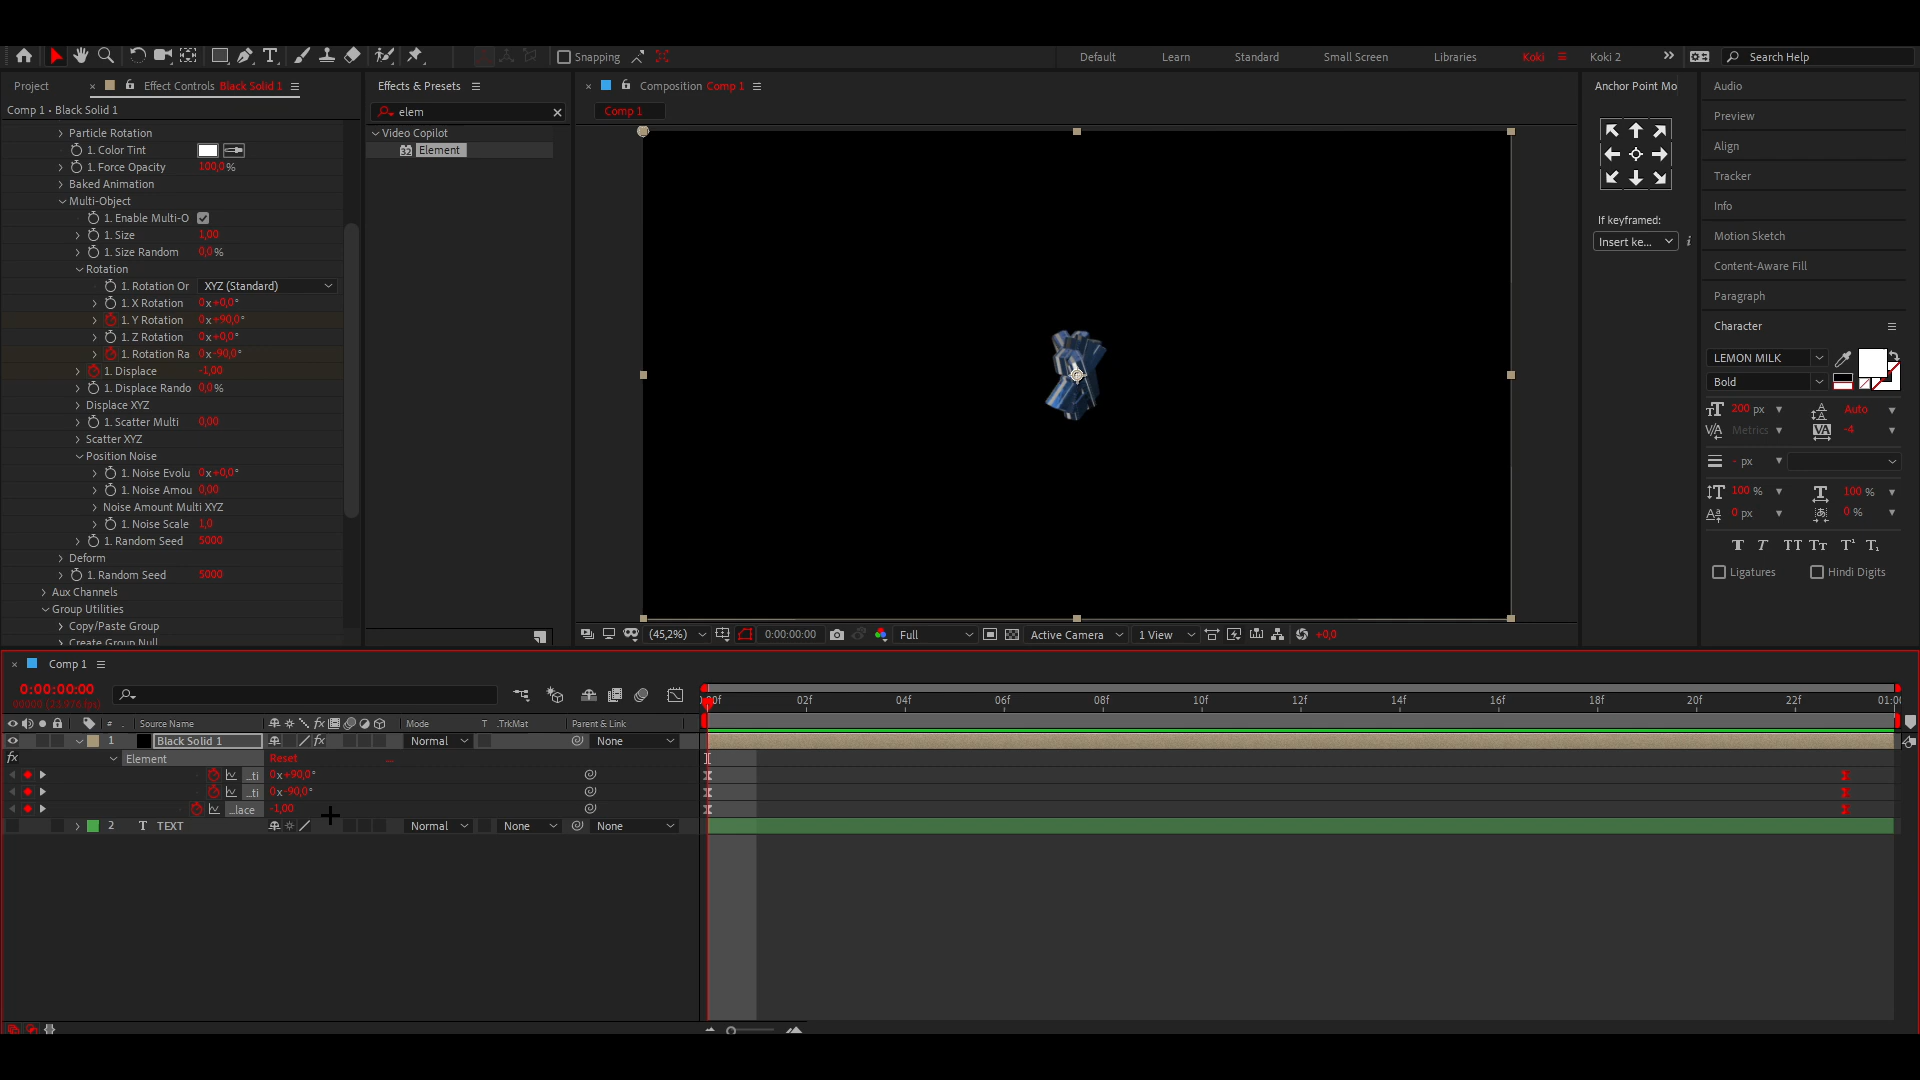 Snapping
Default
Learn
Standard
Small Screen
Libraries
Koki
Koki 2
Search Help
Project
Effect Controls Black Solid 1
Effects & Presets
Composition Comp 1
Anchor Point Mo
Audio
Comp 1 • Black Solid 1
elem
Comp 1
Preview
Particle Rotation
Video Copilot
1. Color Tint
Element
Align
1. Force Opacity 100,0 %
Baked Animation
Track er
Multi-Object
1. Enable Multi-O
Info
1. Size 1,00
If keyframed:
1. Size Random 0,0 %
Insert ke...
Motion Sketch
Rotation
Content-Aware Fill
1. Rotation Or XYZ (Standard)
Paragraph
1. X Rotation 0x+0,0°
1. Y Rotation 0x+90,0°
Character
1. Z Rotation 0x+0,0°
1. Rotation Ra 0x-90,0°
LEMON MILK
1. Displace -1,00
Bold
1. Displace Rando 0,0 %
Displace XYZ
200 px Auto
1. Scatter Multi 0,00
Metrics -4
Scatter XYZ
Position Noise
- px
1. Noise Evolu 0x+0,0°
1. Noise Amou 0,00
100 % 100 %
Noise Amount Multi XYZ
0 px 0 %
1. Noise Scale 1,0
1. Random Seed 5000
Deform
Ligatures Hindi Digits
1. Random Seed 5000
Aux Channels
Group Utilities
Copy/Paste Group
Create Group Null
(45,2%) 0:00:00:00 Full Active Camera 1 View +0,0
Comp 1
0:00:00:00
00000 (23.976 fps)
02f 04f 06f 08f 10f 12f 14f 16f 18f 20f 22f 01:0
# Source Name Mode T .TrkMat Parent & Link
1 Black Solid 1 Normal None
fx Element Reset ...
...ti 0x+90,0°
...ti 0x-90,0°
...lace -1,00
2 T TEXT Normal None None